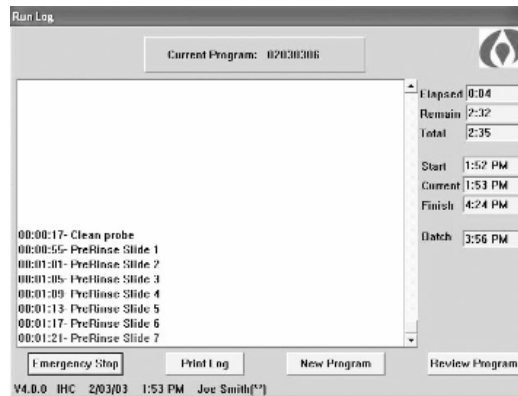 Run Log
Current Program: 02030306
Elapsed 0:04
Remain 2:32
Total 2:35
Start 1:52 PM
Current 1:53 PM
Finish 4:24 PM
Batch 3:56 PM
00:00:17- Clean probe
00:00:55- PreRinse Slide 1
00:01:01- PreRinse Slide 2
00:01:05- PreRinse Slide 3
00:01:09- PreRinse Slide 4
00:01:13- PreRinse Slide 5
00:01:17- PreRinse Slide 6
00:01:21- PreRinse Slide 7
Emergency Stop Print Log New Program Review Program
V4.0.0 IHC 2/03/03 1:53 PM Joe Smith